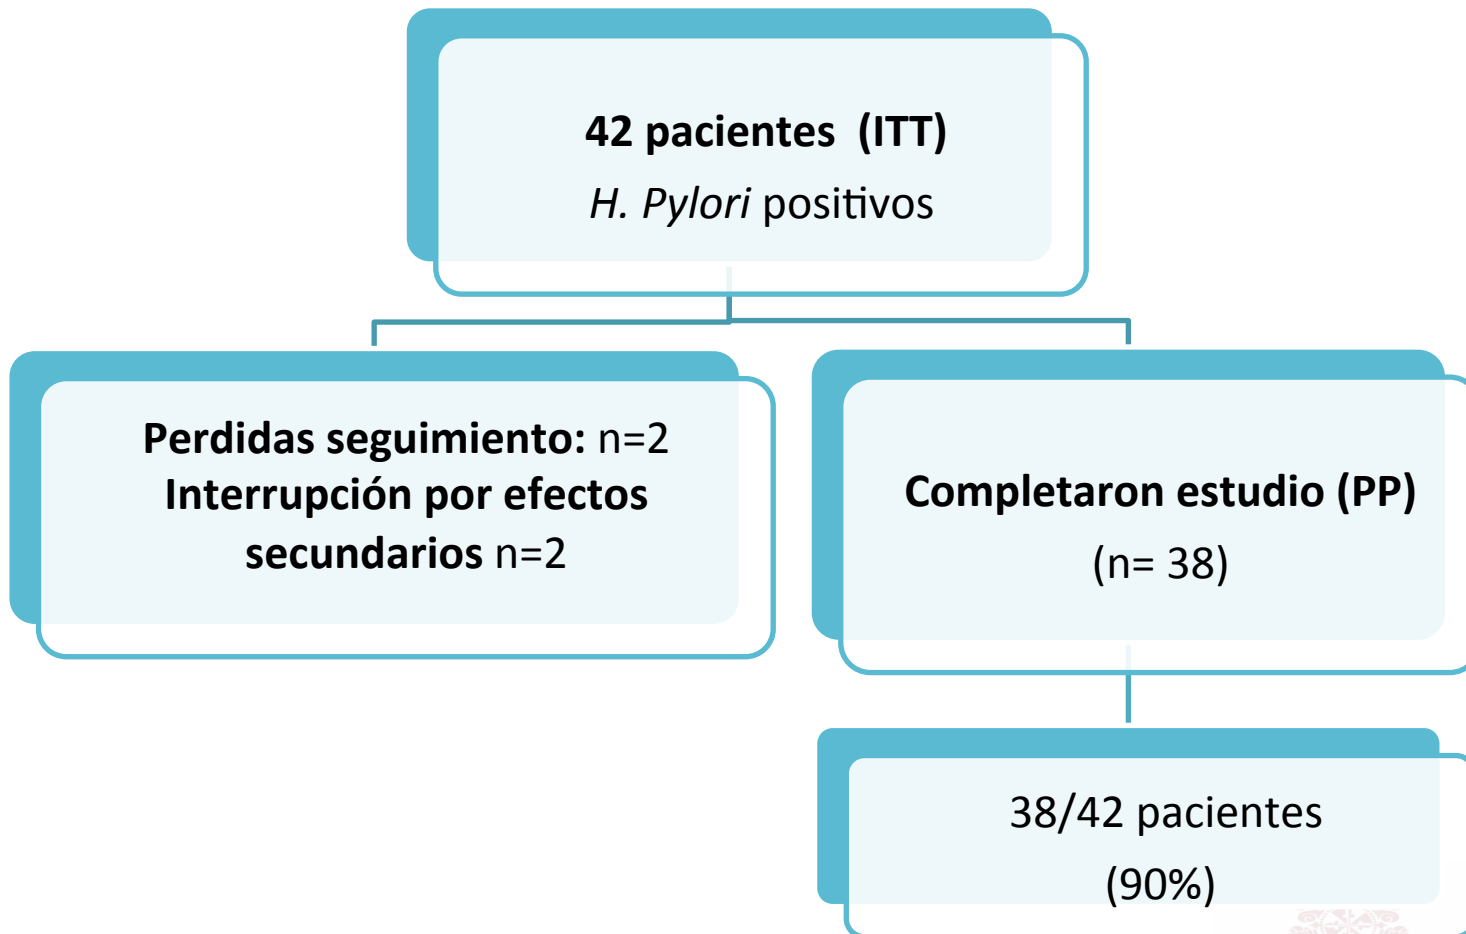 42 pacientes (ITT)
H. Pylori positivos
Perdidas seguimiento: n=2
Interrupción por efectos
secundarios n=2
Completaron estudio (PP)
(n= 38)
38/42 pacientes
(90%)